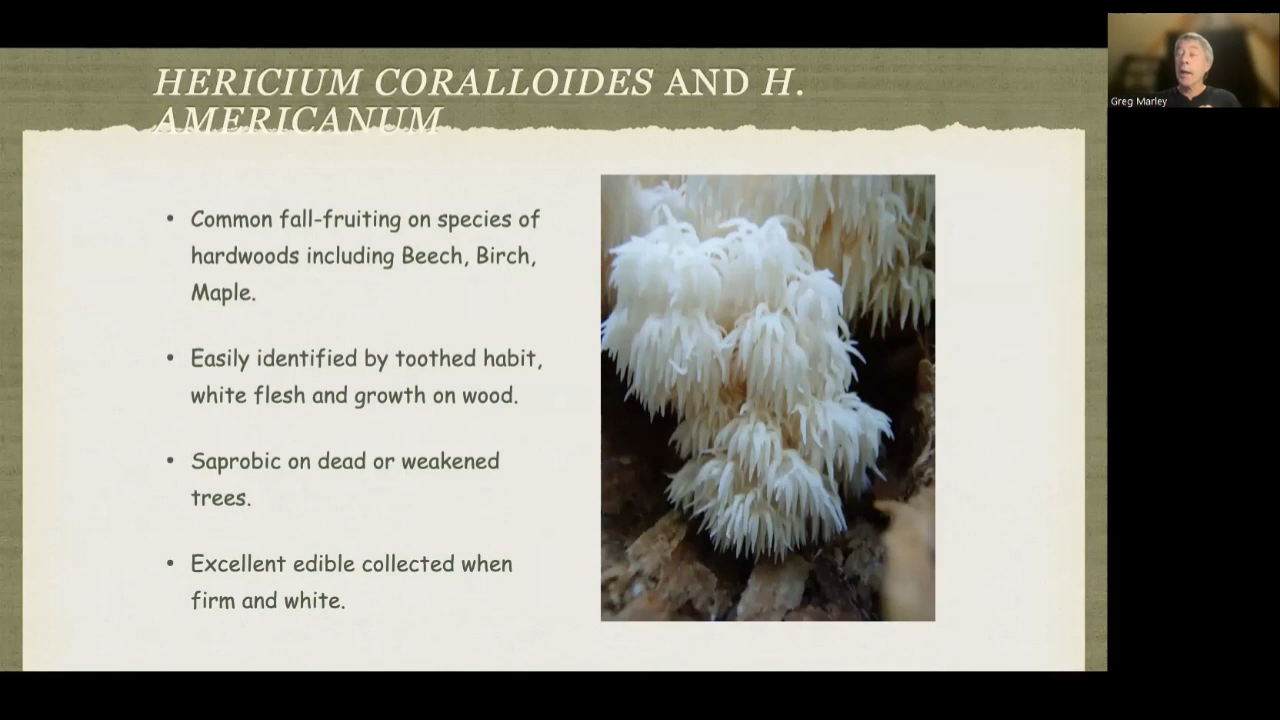 HERICIUM CORALLOIDES AND H.
AMERICANUM
• Common fall-fruiting on species of
hardwoods including Beech, Birch,
Maple.
• Easily identified by toothed habit,
white flesh and growth on wood.
• Saprobic on dead or weakened
trees.
• Excellent edible collected when
firm and white.
Greg Marley